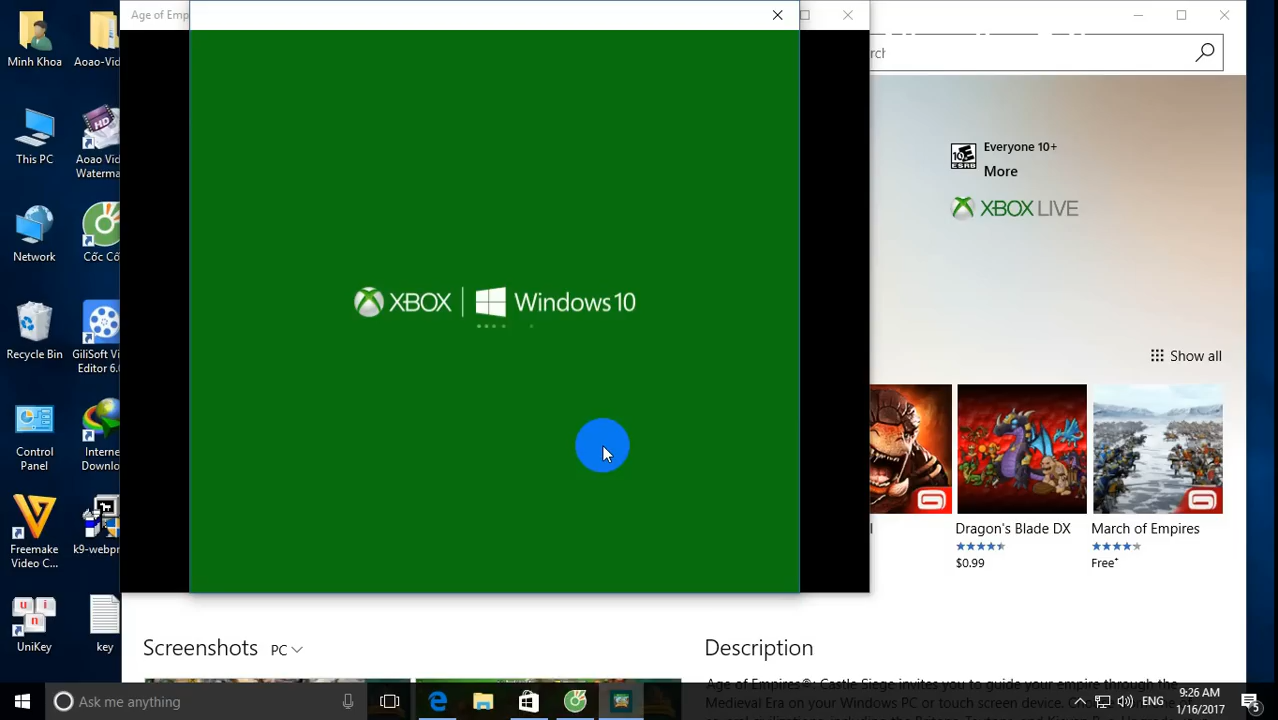 Age of Emp
rch
Minh Khoa
Aoao-Vid
This PC
Aoao Vid
Waterma
Network
Cốc Cố
Recycle Bin
GiliSoft Vi
Editor 6.0
Control
Panel
Interne
Downlo
Freemake
Video C...
k9-webpr
UniKey
key
XBOX | Windows 10
Everyone 10+
More
XBOX LIVE
Show all
l
Dragon's Blade DX
March of Empires
$0.99
Free+
Screenshots PC
Description
Age of Empires®: Castle Siege invites you to guide your empire through the
Medieval Era on your Windows PC or touch screen device.
Ask me anything
ENG
9:26 AM
1/16/2017
5